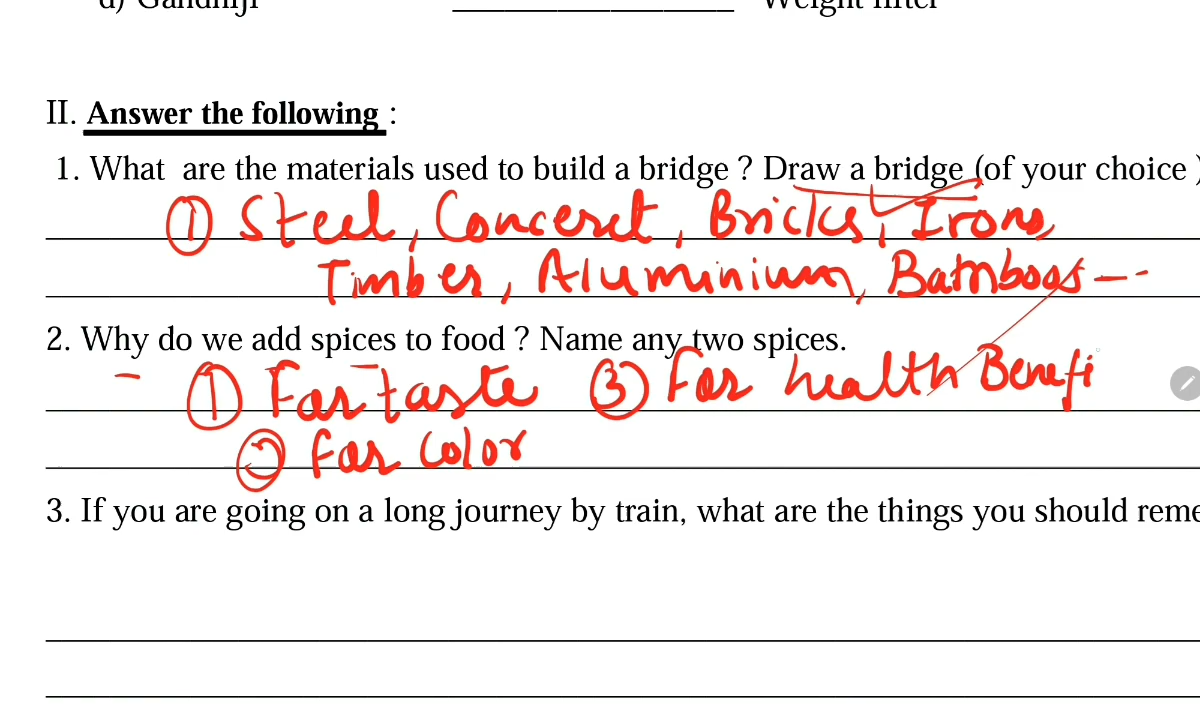 d) Gandhiji ____________ Weight lifter
II. Answer the following :
1. What are the materials used to build a bridge ? Draw a bridge (of your choice )
① Steel, Conceret, Bricks, Irons,
Timber, Aluminium, Bamboos --
2. Why do we add spices to food ? Name any two spices.
- ① For taste ③ For health Benefi
② For color
3. If you are going on a long journey by train, what are the things you should reme